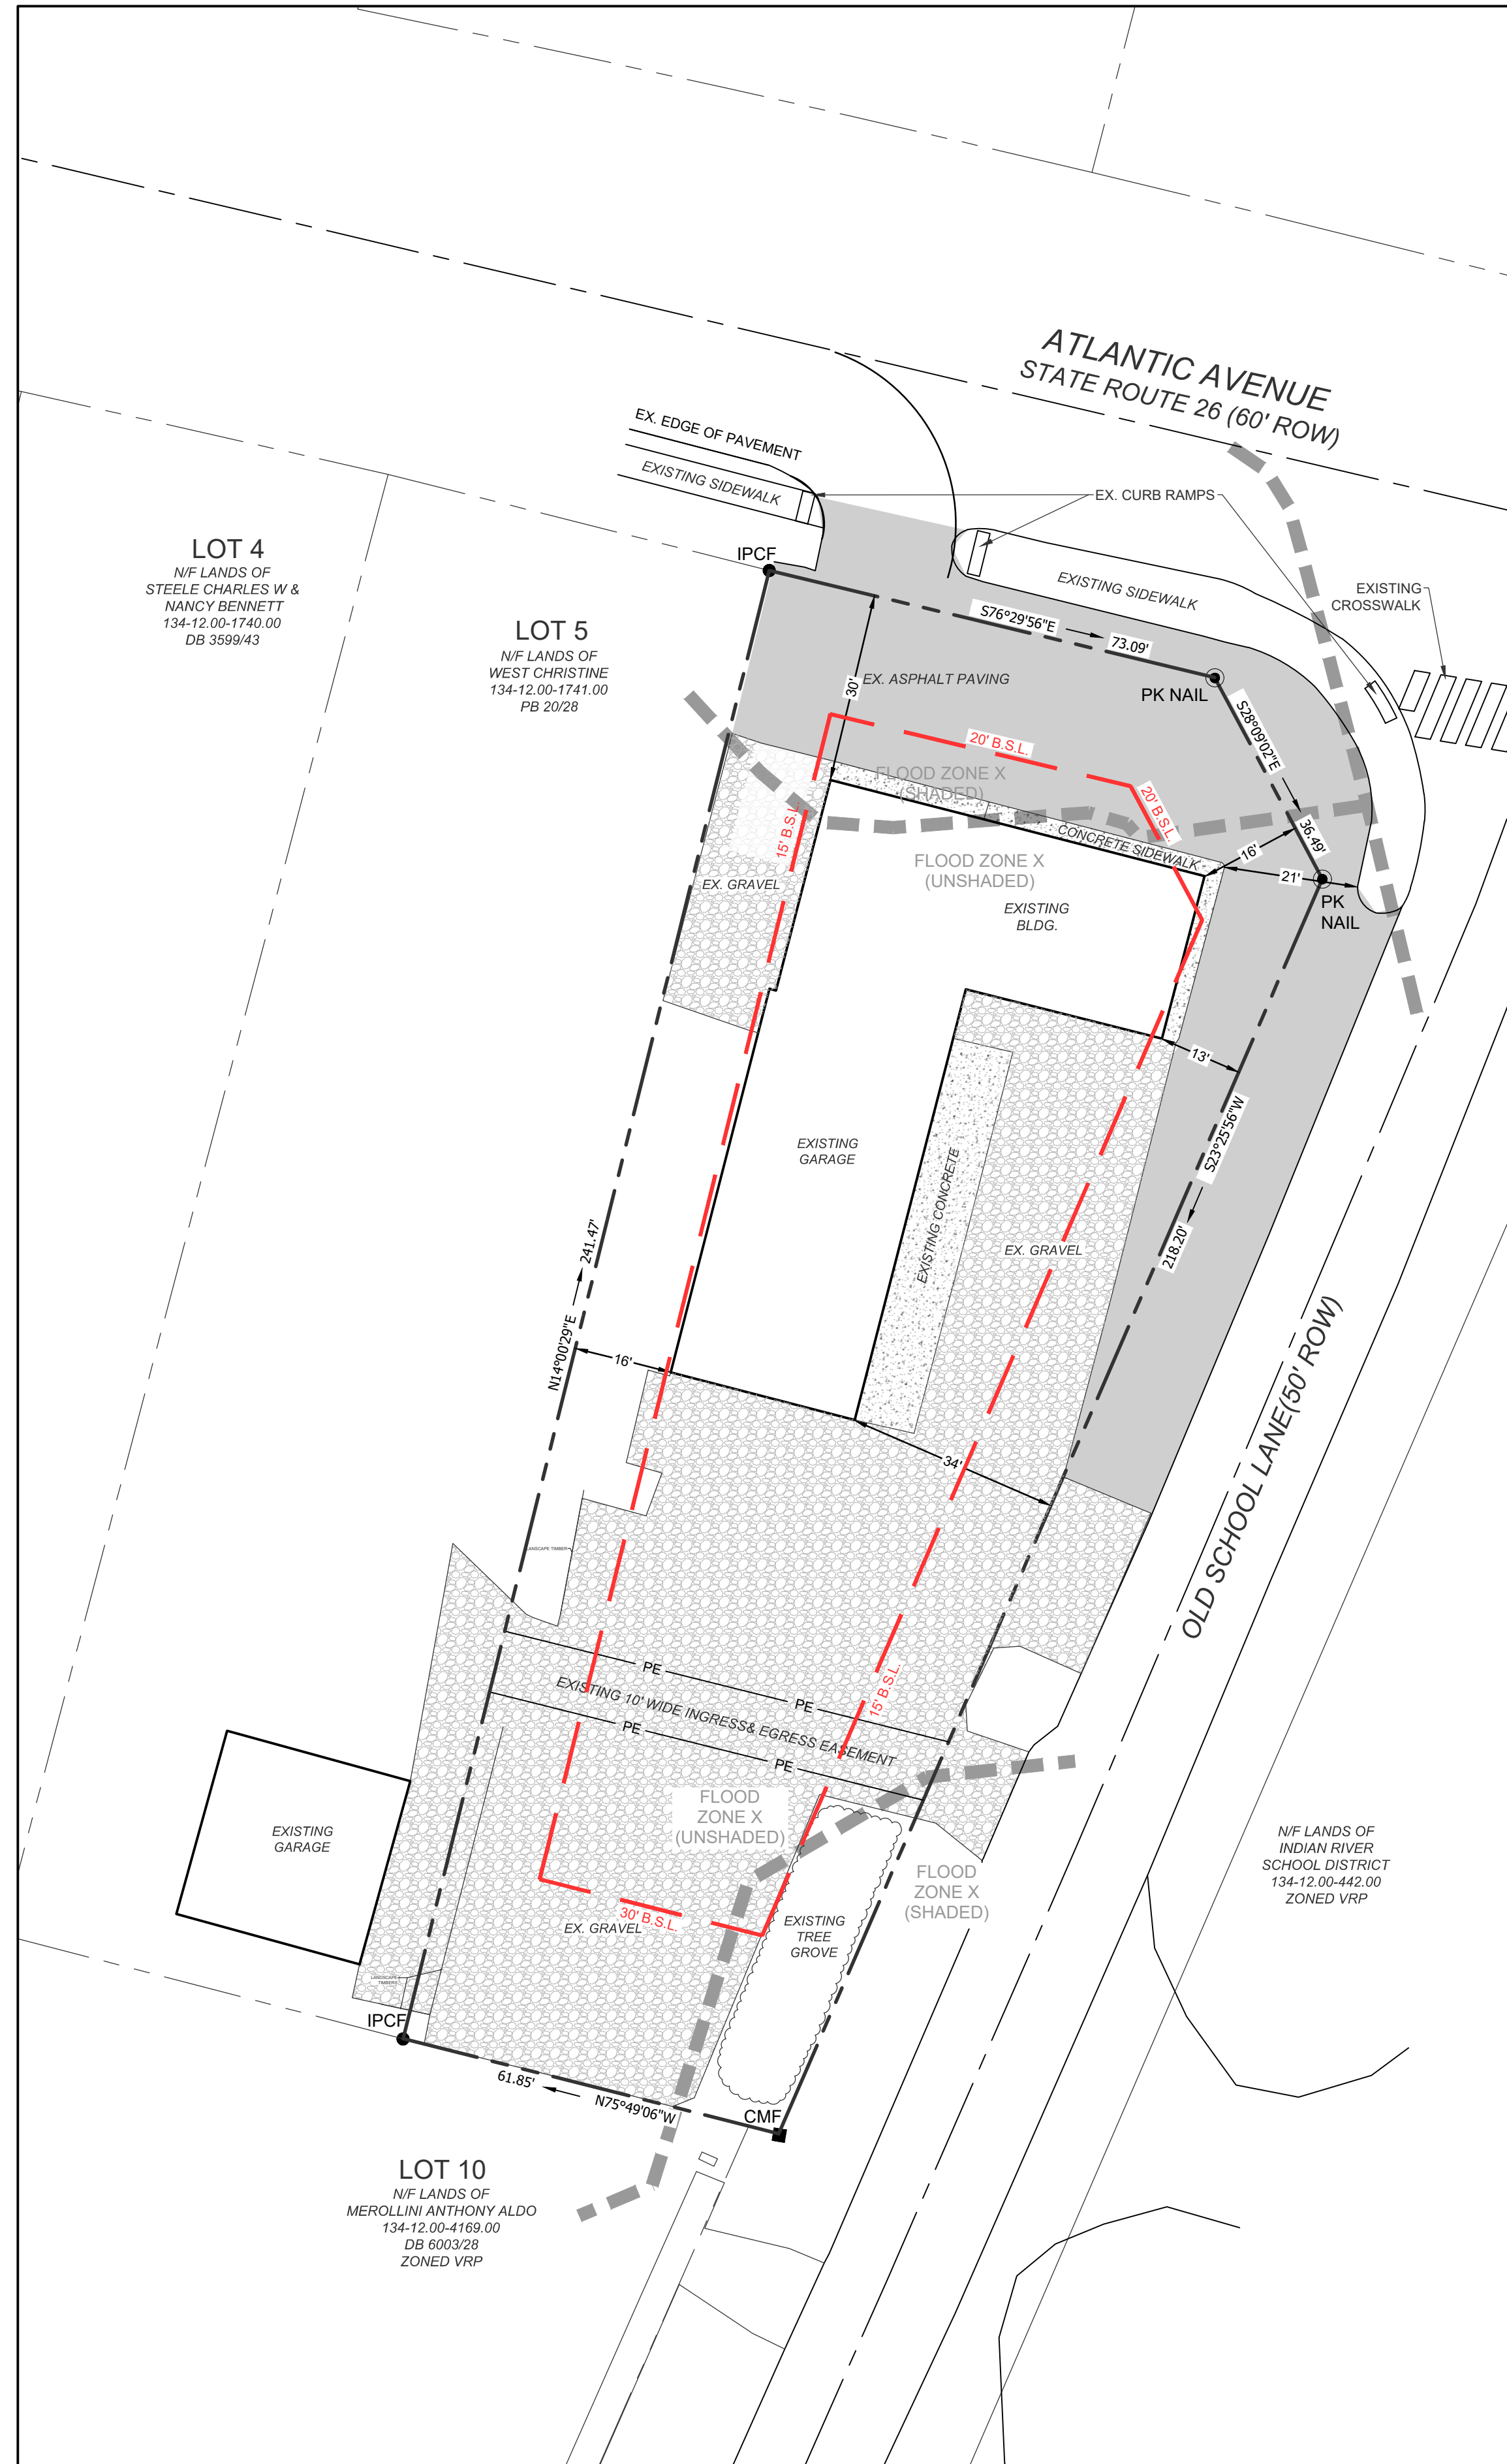 ATLANTIC AVENUE
STATE ROUTE 26 (60' ROW)
EX. EDGE OF PAVEMENT
EXISTING SIDEWALK
EX. CURB RAMPS
LOT 4
N/F LANDS OF
STEELE CHARLES W &
NANCY BENNETT
134-12.00-1740.00
DB 3599/43
IPCF
EXISTING SIDEWALK
EXISTING
CROSSWALK
LOT 5
N/F LANDS OF
WEST CHRISTINE
134-12.00-1741.00
PB 20/28
S76°29'56"E
73.09'
30'
EX. ASPHALT PAVING
PK NAIL
S28°09'02"E
36.49'
20' B.S.L.
20' B.S.L.
FLOOD ZONE X
(SHADED)
15' B.S.L.
CONCRETE SIDEWALK
16'
21'
FLOOD ZONE X
(UNSHADED)
EX. GRAVEL
EXISTING
BLDG.
PK
NAIL
13'
S23°25'56"W
218.20'
EXISTING
GARAGE
EXISTING CONCRETE
EX. GRAVEL
241.47'
N14°00'29"E
16'
34'
OLD SCHOOL LANE(50' ROW)
LANSCAPE TIMBER
PE
PE
EXISTING 10' WIDE INGRESS& EGRESS EASEMENT
PE
PE
15' B.S.L.
FLOOD
ZONE X
(UNSHADED)
EXISTING
GARAGE
N/F LANDS OF
INDIAN RIVER
SCHOOL DISTRICT
134-12.00-442.00
ZONED VRP
FLOOD
ZONE X
(SHADED)
30' B.S.L.
EX. GRAVEL
EXISTING
TREE
GROVE
LANDSCAPE
TIMBERS
IPCF
61.85'
N75°49'06"W
CMF
LOT 10
N/F LANDS OF
MEROLLINI ANTHONY ALDO
134-12.00-4169.00
DB 6003/28
ZONED VRP